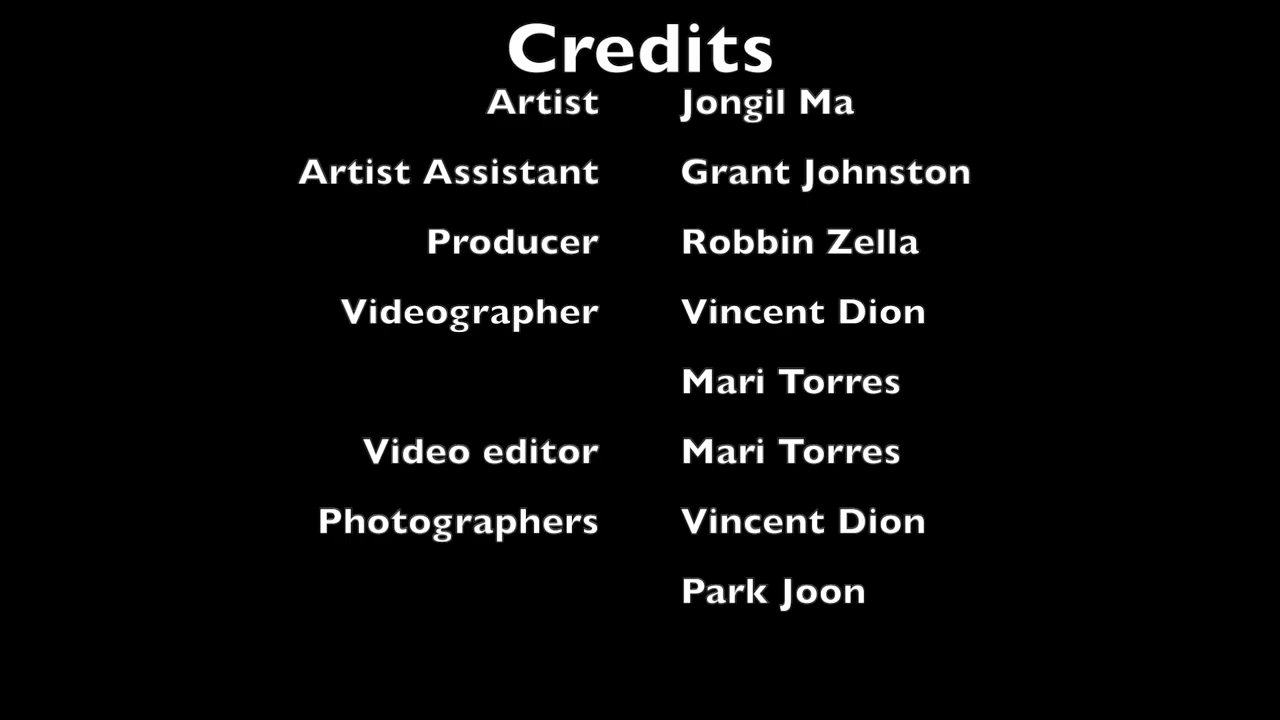 Credits
Artist Jongil Ma
Artist Assistant Grant Johnston
Producer Robbin Zella
Videographer Vincent Dion
Mari Torres
Video editor Mari Torres
Photographers Vincent Dion
Park Joon